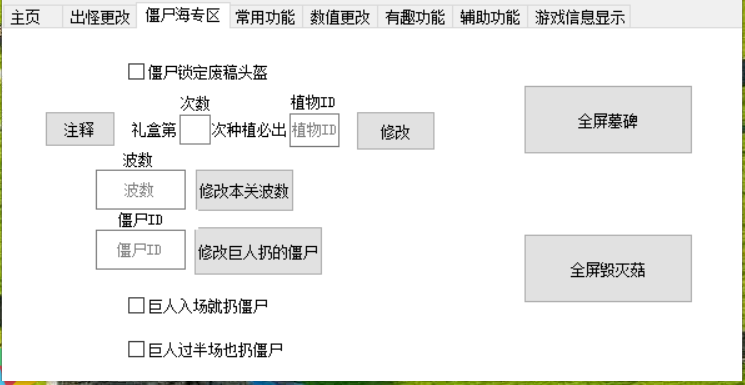 主页 出怪更改 僵尸海专区 常用功能 数值更改 有趣功能 辅助功能 游戏信息显示
僵尸锁定废稿头盔
次数 植物ID
注释 礼盒第 次种植必出 植物ID 修改 全屏墓碑
波数
波数 修改本关波数
僵尸ID
僵尸ID 修改巨人扔的僵尸
全屏毁灭菇
巨人入场就扔僵尸
巨人过半场也扔僵尸